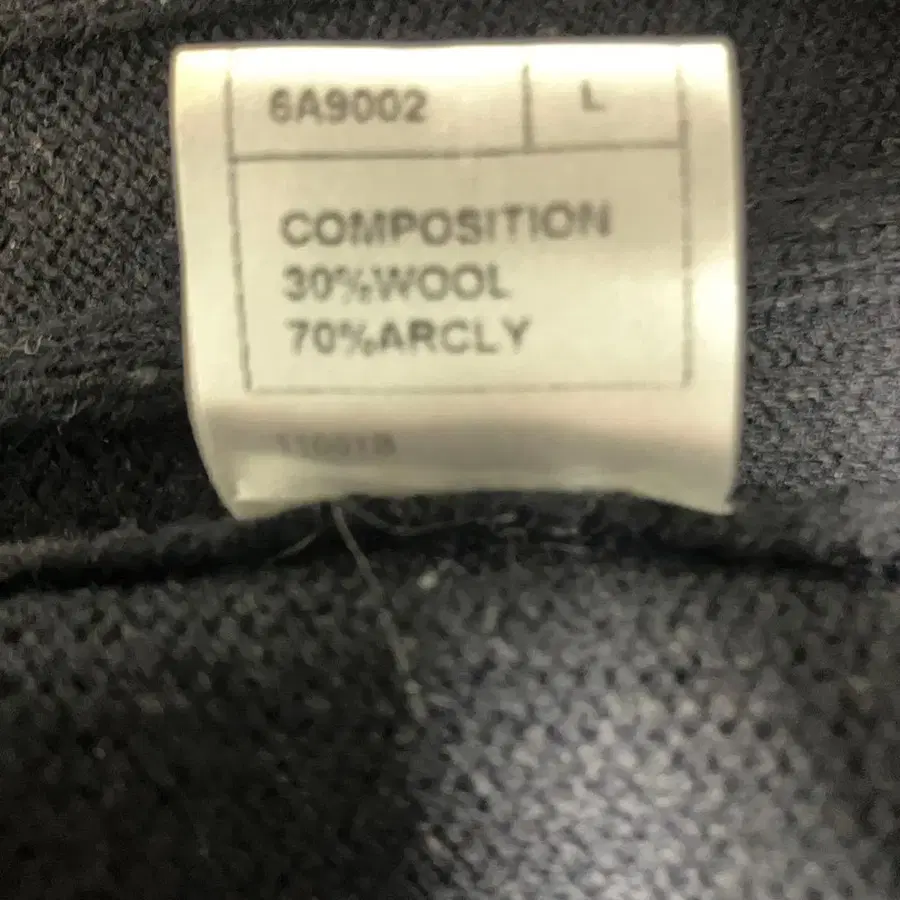 6A9002 L
COMPOSITION
30%WOOL
70%ARCLY